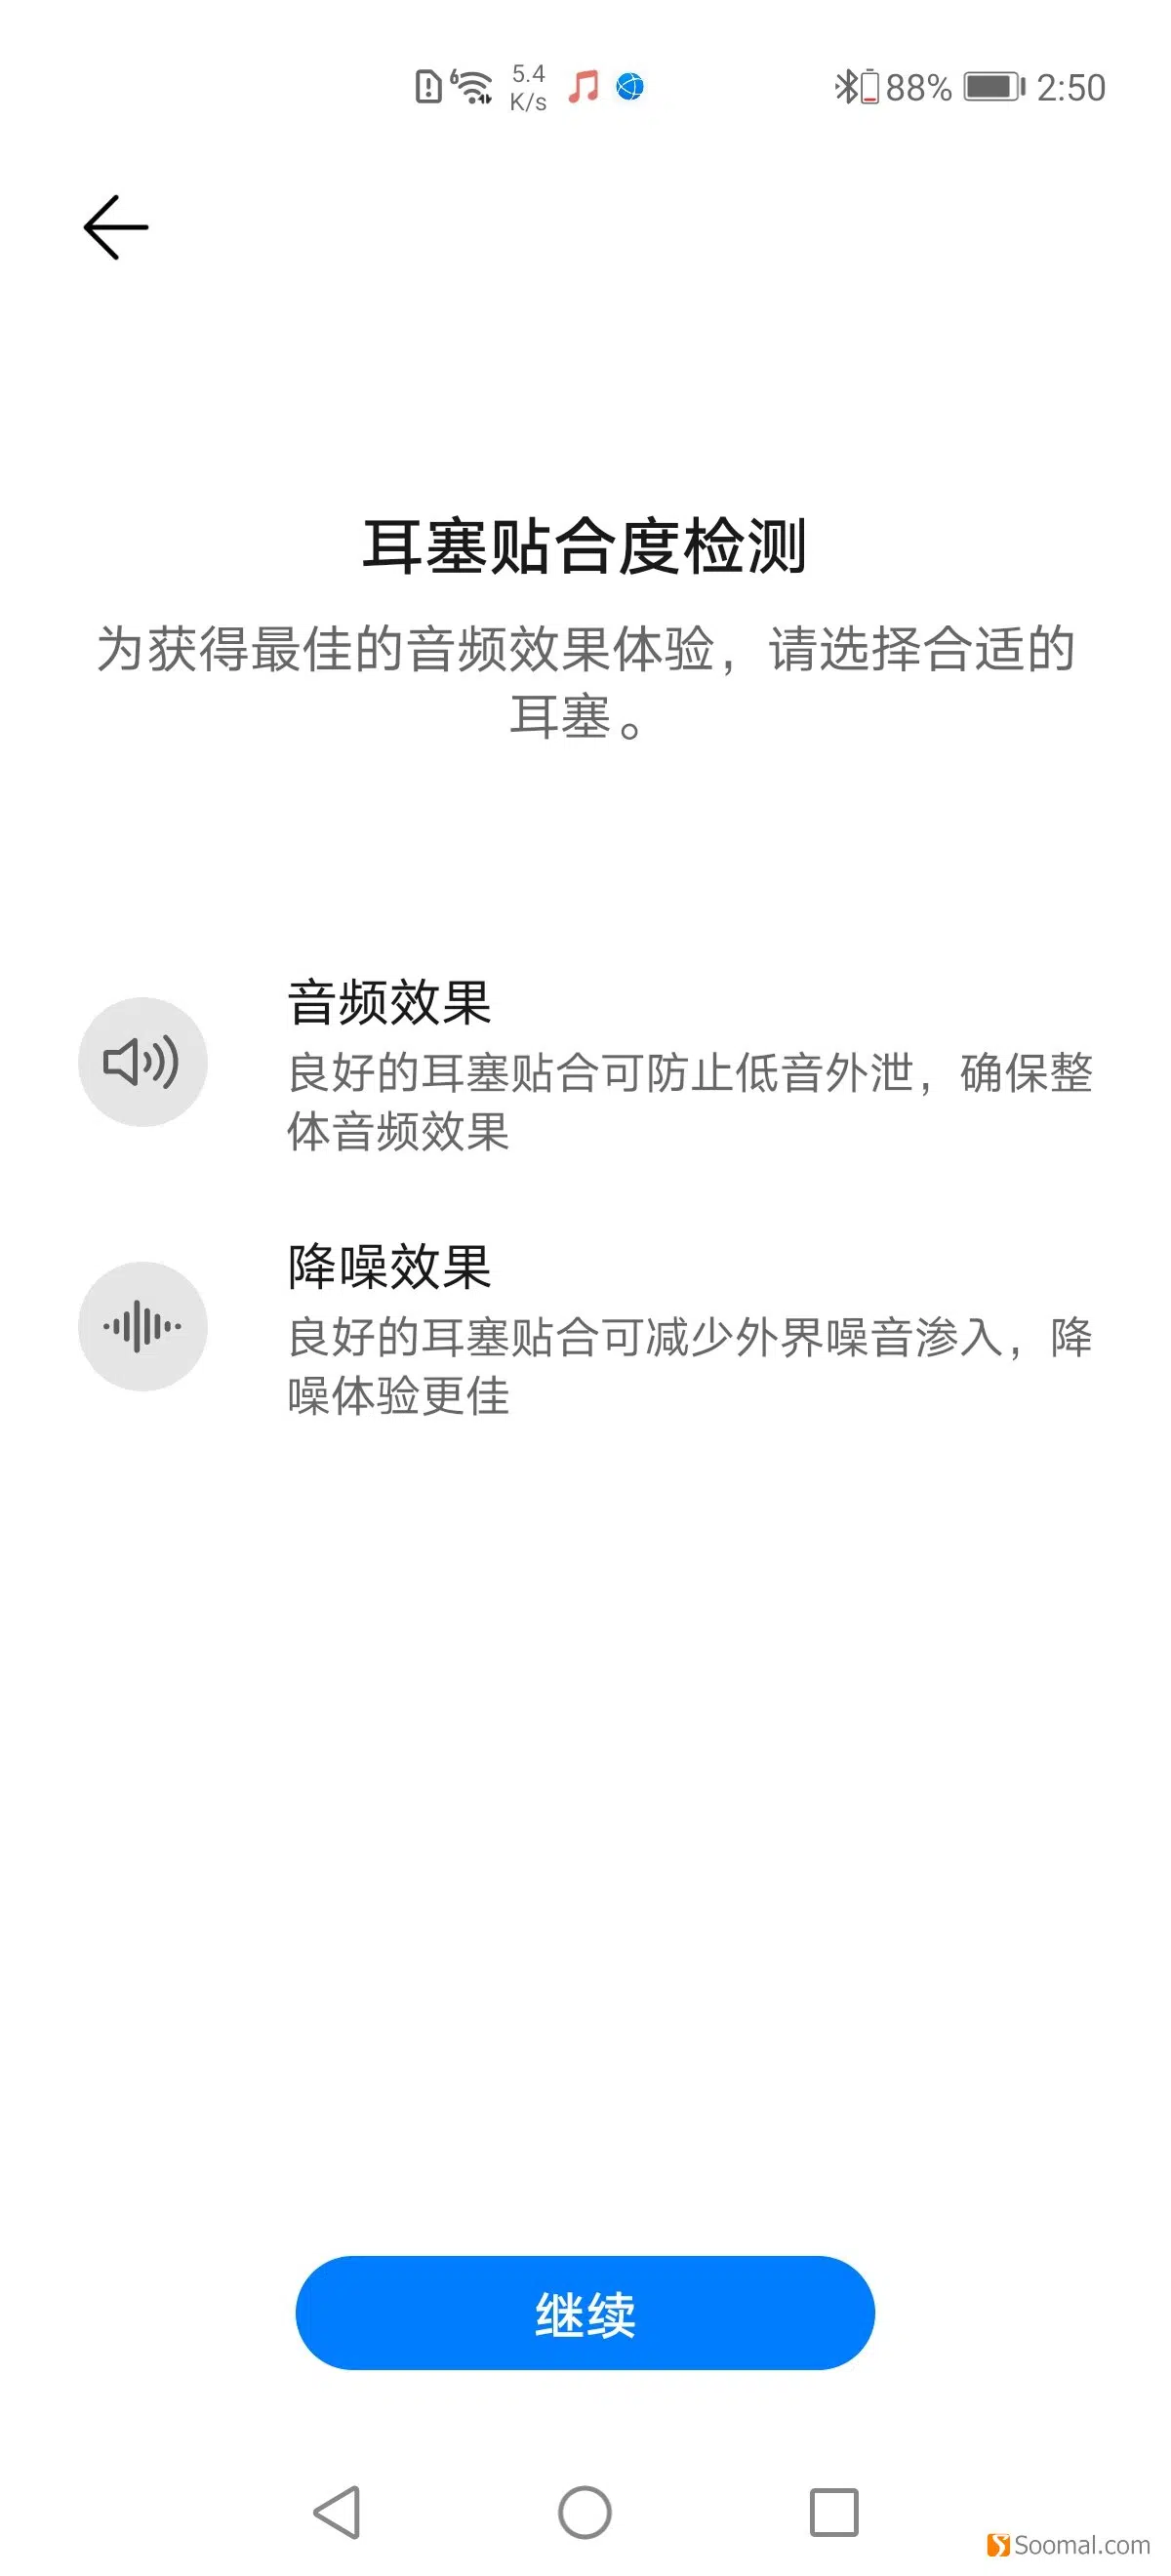 6 5.4 K/s 88% 2:50
耳塞贴合度检测
为获得最佳的音频效果体验，请选择合适的
耳塞。
音频效果
良好的耳塞贴合可防止低音外泄，确保整
体音频效果
降噪效果
良好的耳塞贴合可减少外界噪音渗入，降
噪体验更佳
继续
Soomal.com